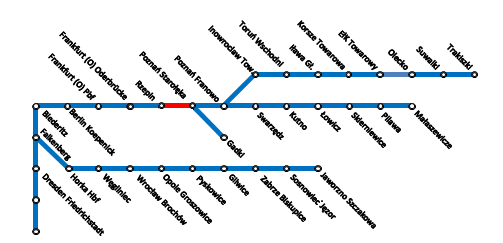 Frankfurt (O) Oderbrücke
Frankfurt (O) Pbf
Rzepin
Poznań Starołęka
Poznań Franowo
Inowrocław Tow.
Toruń Wschodni
Iława Gł.
Korsze Towarowa
Ełk Towarowy
Olecko
Suwałki
Trakiszki
Biederitz
Berlin Koepenick
Gądki
Swarzędz
Kutno
Łowicz
Skierniewice
Pilawa
Małaszewicze
Falkenberg
Horka Hbf
Węgliniec
Wrocław Brochów
Opole Groszowice
Pyskowice
Gliwice
Zabrze Biskupice
Sosnowiec Jęzor
Jaworzno Szczakowa
Dresden Friedrichstadt